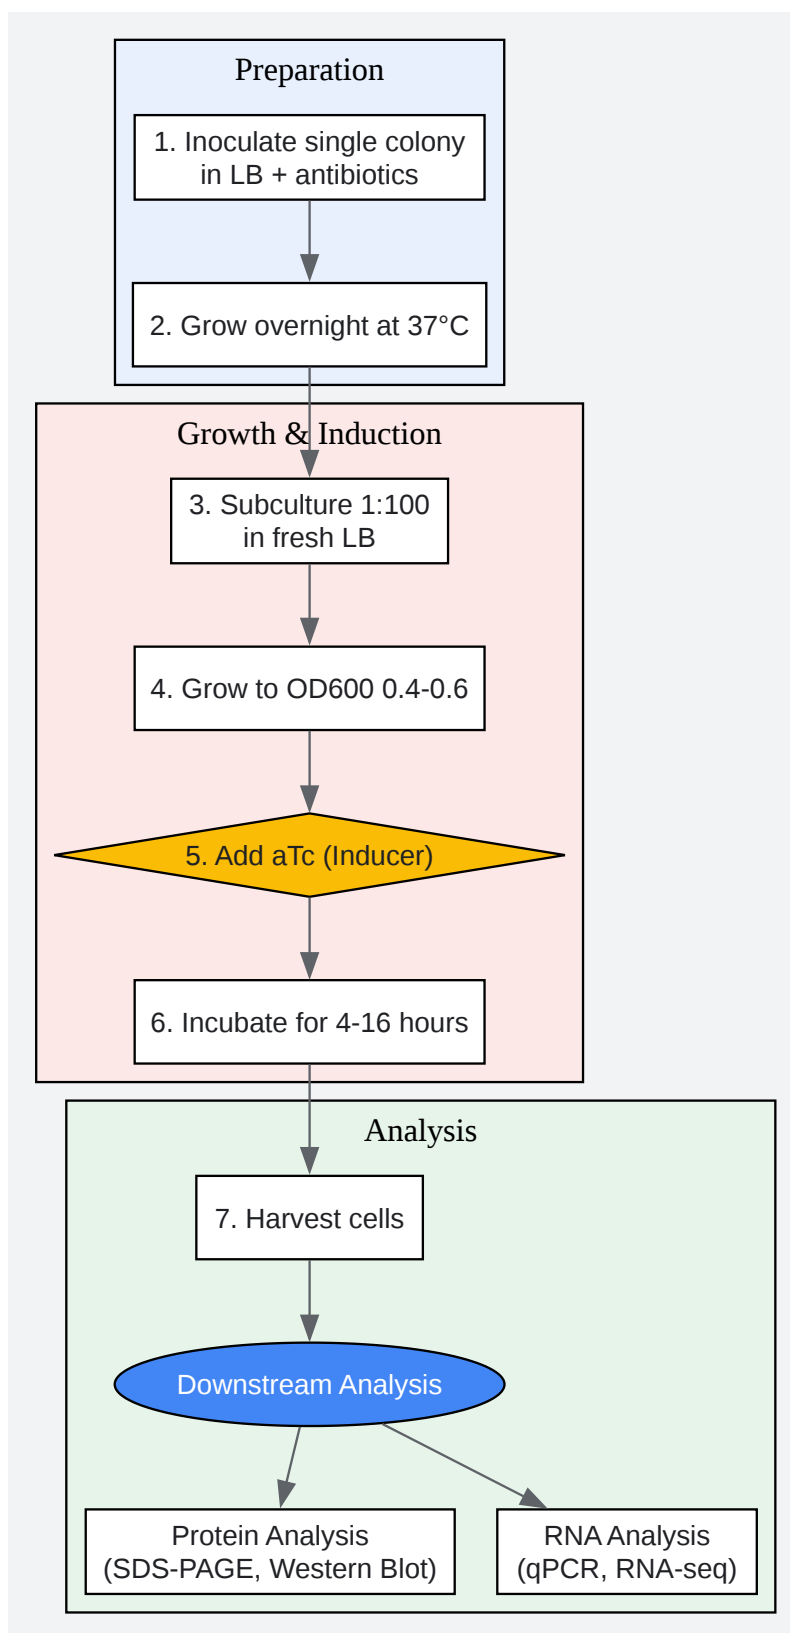 Preparation
1. Inoculate single colony
in LB + antibiotics
2. Grow overnight at 37°C
Growth & Induction
3. Subculture 1:100
in fresh LB
4. Grow to OD600 0.4-0.6
5. Add aTc (Inducer)
6. Incubate for 4-16 hours
Analysis
7. Harvest cells
Downstream Analysis
Protein Analysis
(SDS-PAGE, Western Blot)
RNA Analysis
(qPCR, RNA-seq)